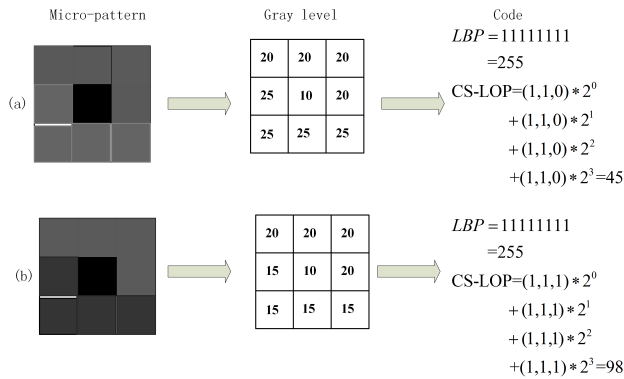 Micro-pattern Gray level Code
(a)
20 20 20
25 10 20
25 25 25
LBP = 11111111
=255
CS-LOP=(1,1,0)*2^0
+(1,1,0)*2^1
+(1,1,0)*2^2
+(1,1,0)*2^3=45
(b)
20 20 20
15 10 20
15 15 15
LBP = 11111111
=255
CS-LOP=(1,1,1)*2^0
+(1,1,1)*2^1
+(1,1,1)*2^2
+(1,1,1)*2^3=98